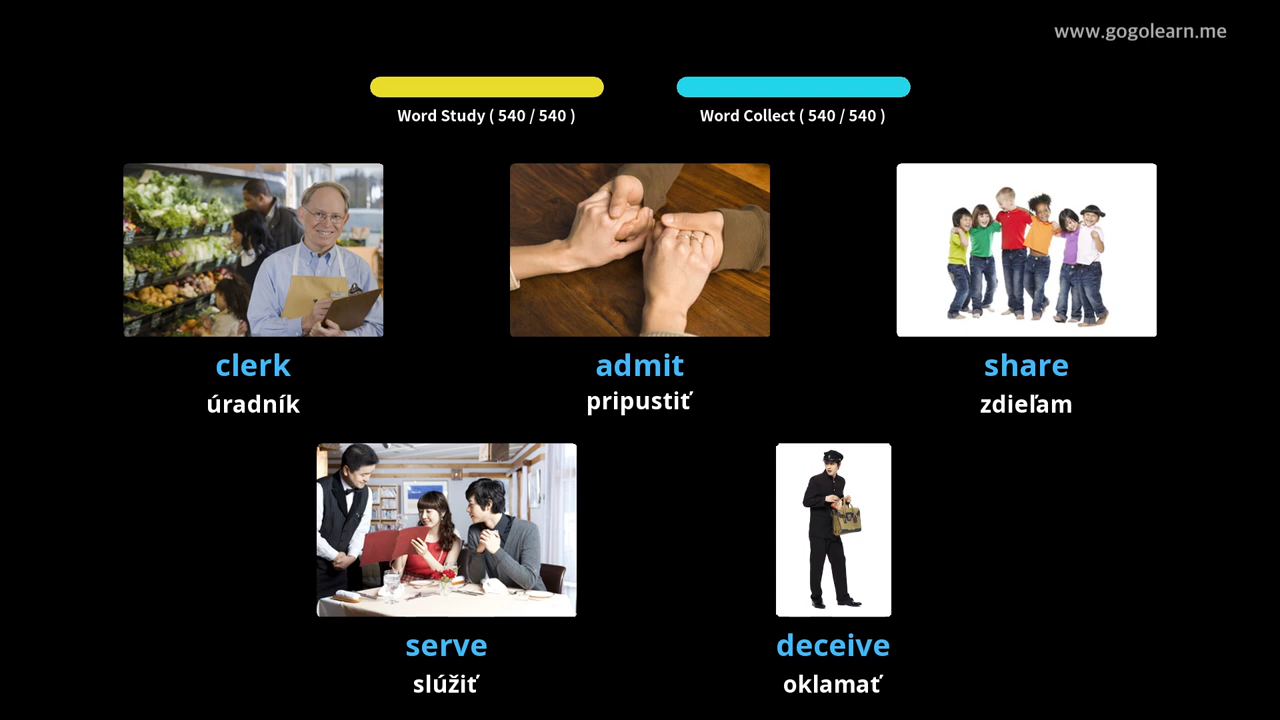 www.gogolearn.me
Word Study ( 540 / 540 )
Word Collect ( 540 / 540 )
clerk
úradník
admit
pripustiť
share
zdieľam
serve
slúžiť
deceive
oklamať